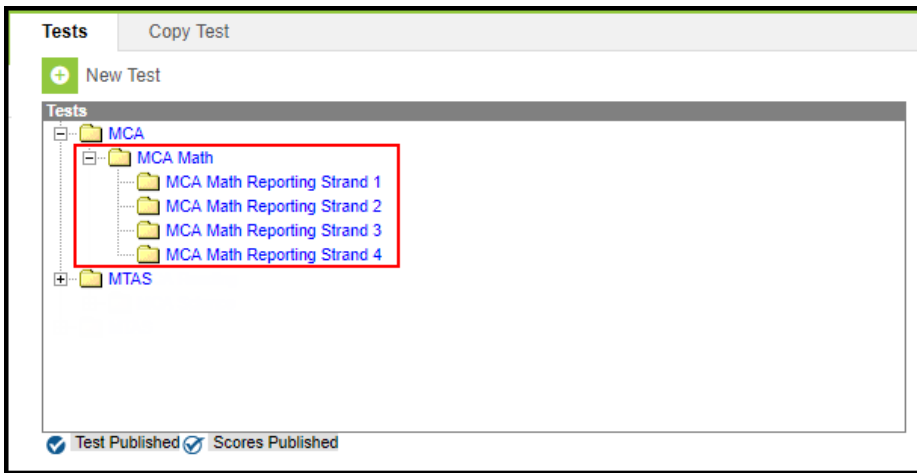 Tests Copy Test
New Test
Tests
MCA
MCA Math
MCA Math Reporting Strand 1
MCA Math Reporting Strand 2
MCA Math Reporting Strand 3
MCA Math Reporting Strand 4
MTAS
Test Published Scores Published